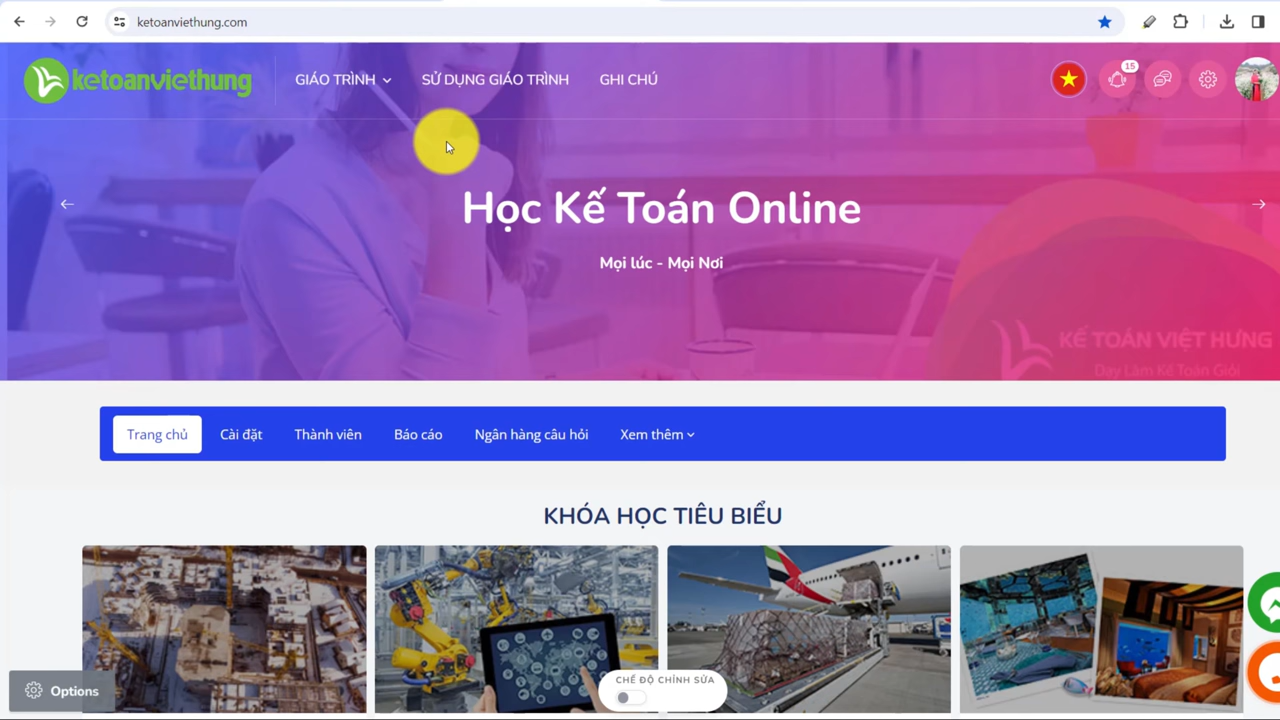 ketoanviethung.com
ketoanviethung
GIÁO TRÌNH
SỬ DỤNG GIÁO TRÌNH
GHI CHÚ
15
Học Kế Toán Online
Mọi lúc - Mọi Nơi
KẾ TOÁN VIỆT HƯNG
Dạy Làm Kế Toán Giỏi
Trang chủ
Cài đặt
Thành viên
Báo cáo
Ngân hàng câu hỏi
Xem thêm
KHÓA HỌC TIÊU BIỂU
Options
CHẾ ĐỘ CHỈNH SỬA